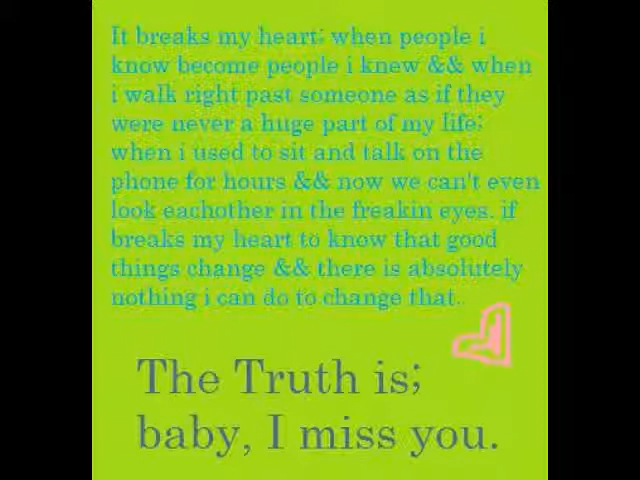 It breaks my heart; when people i
know become people i knew && when
i walk right past someone as if they
were never a huge part of my life;
when i used to sit and talk on the
phone for hours && now we can't even
look eachother in the freakin eyes. if
breaks my heart to know that good
things change && there is absolutely
nothing i can do to change that..
The Truth is;
baby, I miss you.